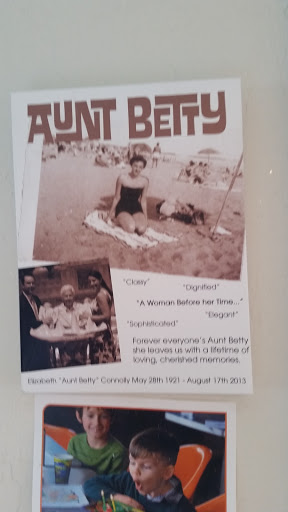 AUNT BETTY
"Classy"
"Dignified"
"A Woman Before her Time..."
"Elegant"
"Sophisticated"
Forever everyone's Aunt Betty
she leaves us with a lifetime of
loving, cherished memories.
Elizabeth "Aunt Betty" Connolly May 28th 1921 - August 17th 2013